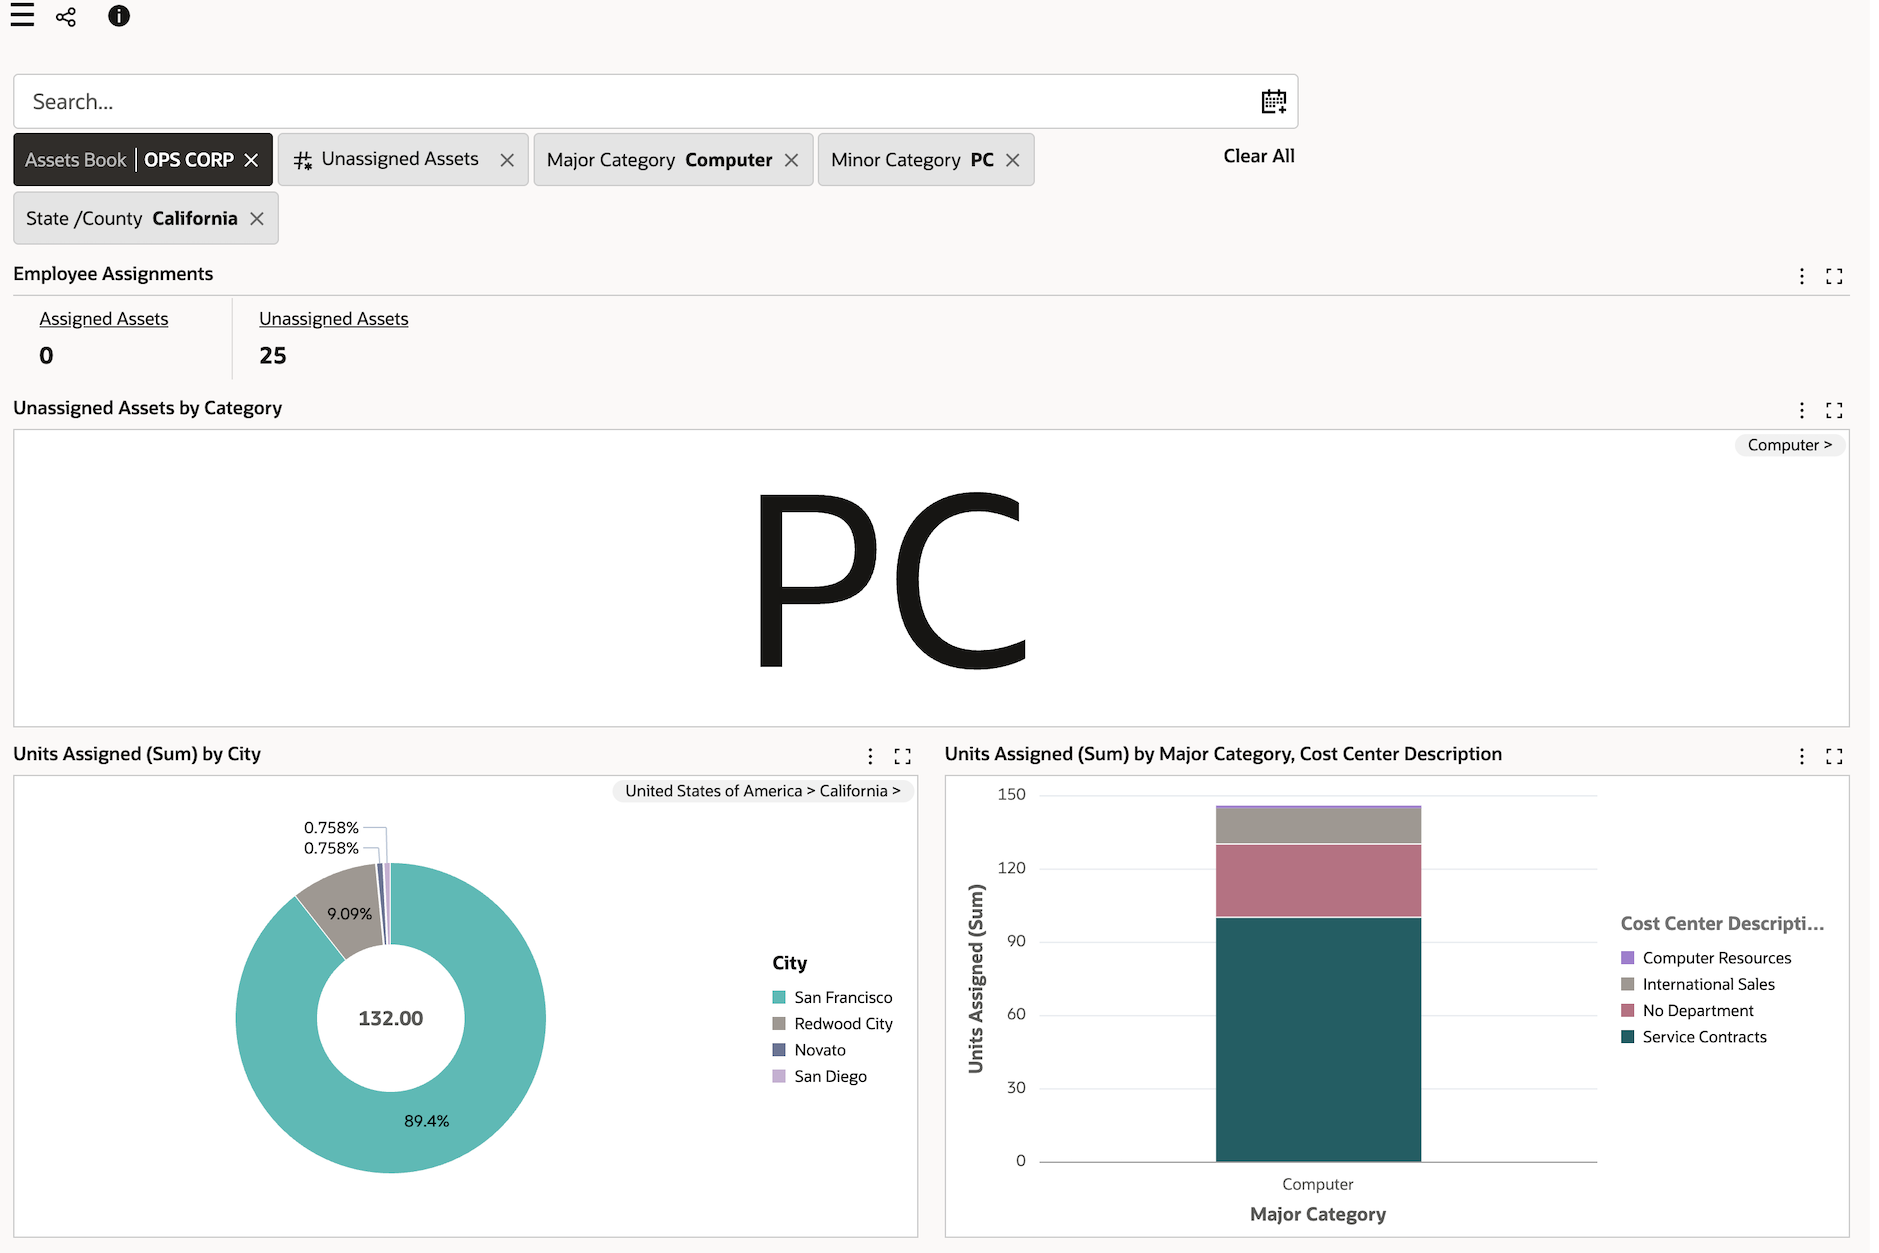 Search...
Assets Book | OPS CORP
Unassigned Assets
Major Category Computer
Minor Category PC
Clear All
State /County California
Employee Assignments
Assigned Assets
0
Unassigned Assets
25
Unassigned Assets by Category
Computer >
PC
Units Assigned (Sum) by City
United States of America > California >
0.758%
0.758%
9.09%
132.00
89.4%
City
San Francisco
Redwood City
Novato
San Diego
Units Assigned (Sum) by Major Category, Cost Center Description
Units Assigned (Sum)
150
120
90
60
30
0
Computer
Major Category
Cost Center Descripti...
Computer Resources
International Sales
No Department
Service Contracts